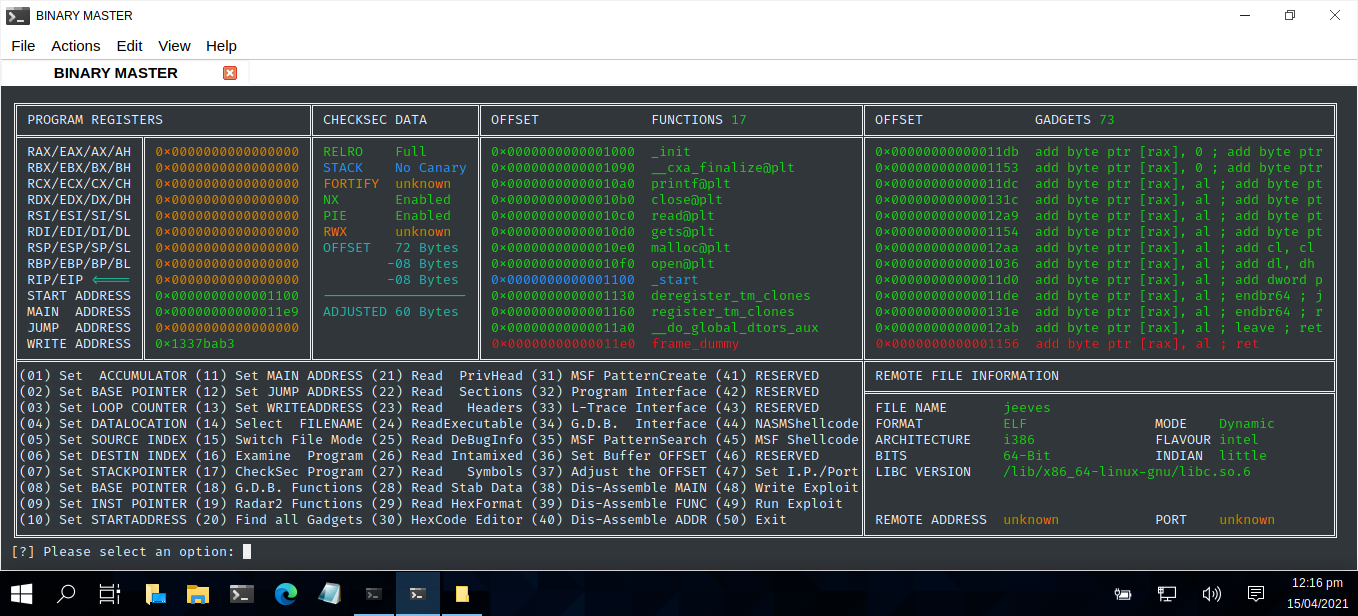 BINARY MASTER
File Actions Edit View Help
BINARY MASTER
PROGRAM REGISTERS CHECKSEC DATA OFFSET FUNCTIONS 17 OFFSET GADGETS 73
RAX/EAX/AX/AH 0×0000000000000000 RELRO Full 0×0000000000001000 _init 0×00000000000011db add byte ptr [rax], 0 ; add byte ptr
RBX/EBX/BX/BH 0×0000000000000000 STACK No Canary 0×0000000000001090 __cxa_finalize@plt 0×0000000000001153 add byte ptr [rax], 0 ; add byte ptr
RCX/ECX/CX/CH 0×0000000000000000 FORTIFY unknown 0×00000000000010a0 printf@plt 0×00000000000011dc add byte ptr [rax], al ; add byte pt
RDX/EDX/DX/DH 0×0000000000000000 NX Enabled 0×00000000000010b0 close@plt 0×000000000000131c add byte ptr [rax], al ; add byte pt
RSI/ESI/SI/SL 0×0000000000000000 PIE Enabled 0×00000000000010c0 read@plt 0×00000000000012a9 add byte ptr [rax], al ; add byte pt
RDI/EDI/DI/DL 0×0000000000000000 RWX unknown 0×00000000000010d0 gets@plt 0×0000000000001154 add byte ptr [rax], al ; add byte pt
RSP/ESP/SP/SL 0×0000000000000000 OFFSET 72 Bytes 0×00000000000010e0 malloc@plt 0×00000000000012aa add byte ptr [rax], al ; add cl, cl
RBP/EBP/BP/BL 0×0000000000000000 -08 Bytes 0×00000000000010f0 open@plt 0×0000000000001036 add byte ptr [rax], al ; add dl, dh
RIP/EIP <==== 0×0000000000000000 -08 Bytes 0×0000000000001100 _start 0×00000000000011d0 add byte ptr [rax], al ; add dword p
START ADDRESS 0×0000000000001100 0×0000000000001130 deregister_tm_clones 0×00000000000011de add byte ptr [rax], al ; endbr64 ; j
MAIN ADDRESS 0×00000000000011e9 ADJUSTED 60 Bytes 0×0000000000001160 register_tm_clones 0×000000000000131e add byte ptr [rax], al ; endbr64 ; r
JUMP ADDRESS 0×0000000000000000 0×00000000000011a0 __do_global_dtors_aux 0×00000000000012ab add byte ptr [rax], al ; leave ; ret
WRITE ADDRESS 0×1337bab3 0×00000000000011e0 frame_dummy 0×0000000000001156 add byte ptr [rax], al ; ret
(01) Set ACCUMULATOR (11) Set MAIN ADDRESS (21) Read PrivHead (31) MSF PatternCreate (41) RESERVED REMOTE FILE INFORMATION
(02) Set BASE POINTER (12) Set JUMP ADDRESS (22) Read Sections (32) Program Interface (42) RESERVED
(03) Set LOOP COUNTER (13) Set WRITEADDRESS (23) Read Headers (33) L-Trace Interface (43) RESERVED FILE NAME jeeves
(04) Set DATALOCATION (14) Select FILENAME (24) ReadExecutable (34) G.D.B. Interface (44) NASMShellcode FORMAT ELF MODE Dynamic
(05) Set SOURCE INDEX (15) Switch File Mode (25) Read DeBugInfo (35) MSF PatternSearch (45) MSF Shellcode ARCHITECTURE i386 FLAVOUR intel
(06) Set DESTIN INDEX (16) Examine Program (26) Read Intamixed (36) Set Buffer OFFSET (46) RESERVED BITS 64-Bit INDIAN little
(07) Set STACKPOINTER (17) CheckSec Program (27) Read Symbols (37) Adjust the OFFSET (47) Set I.P./Port LIBC VERSION /lib/x86_64-linux-gnu/libc.so.6
(08) Set BASE POINTER (18) G.D.B. Functions (28) Read Stab Data (38) Dis-Assemble MAIN (48) Write Exploit
(09) Set INST POINTER (19) Radar2 Functions (29) Read HexFormat (39) Dis-Assemble FUNC (49) Run Exploit
(10) Set STARTADDRESS (20) Find all Gadgets (30) HexCode Editor (40) Dis-Assemble ADDR (50) Exit REMOTE ADDRESS unknown PORT unknown
[?] Please select an option:
12:16 pm
15/04/2021